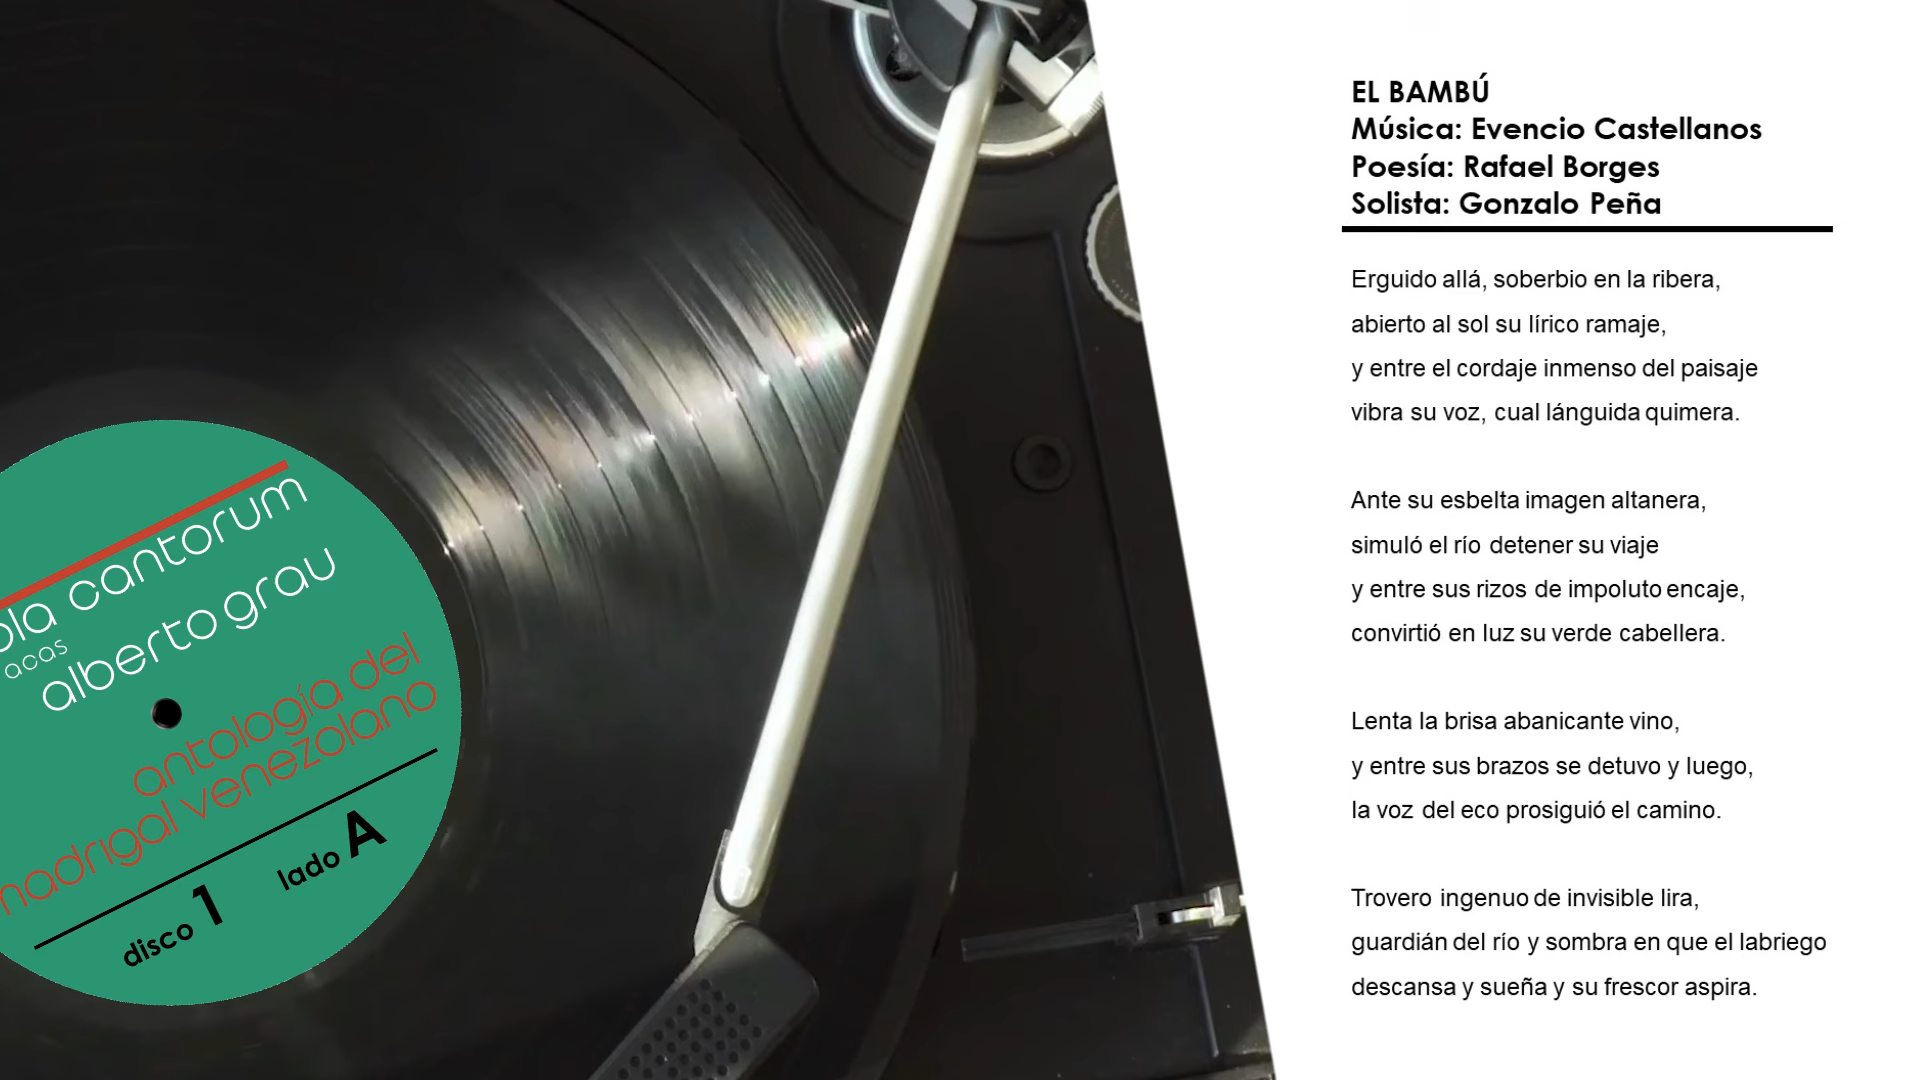 cantorum
alberto grau
antología del
madrigal venezolano
disco 1 lado A
EL BAMBÚ
Música: Evencio Castellanos
Poesía: Rafael Borges
Solista: Gonzalo Peña
Erguido allá, soberbio en la ribera,
abierto al sol su lírico ramaje,
y entre el cordaje inmenso del paisaje
vibra su voz, cual lánguida quimera.
Ante su esbelta imagen altanera,
simuló el río detener su viaje
y entre sus rizos de impoluto encaje,
convirtió en luz su verde cabellera.
Lenta la brisa abanicante vino,
y entre sus brazos se detuvo y luego,
la voz del eco prosiguió el camino.
Trovero ingenuo de invisible lira,
guardián del río y sombra en que el labriego
descansa y sueña y su frescor aspira.